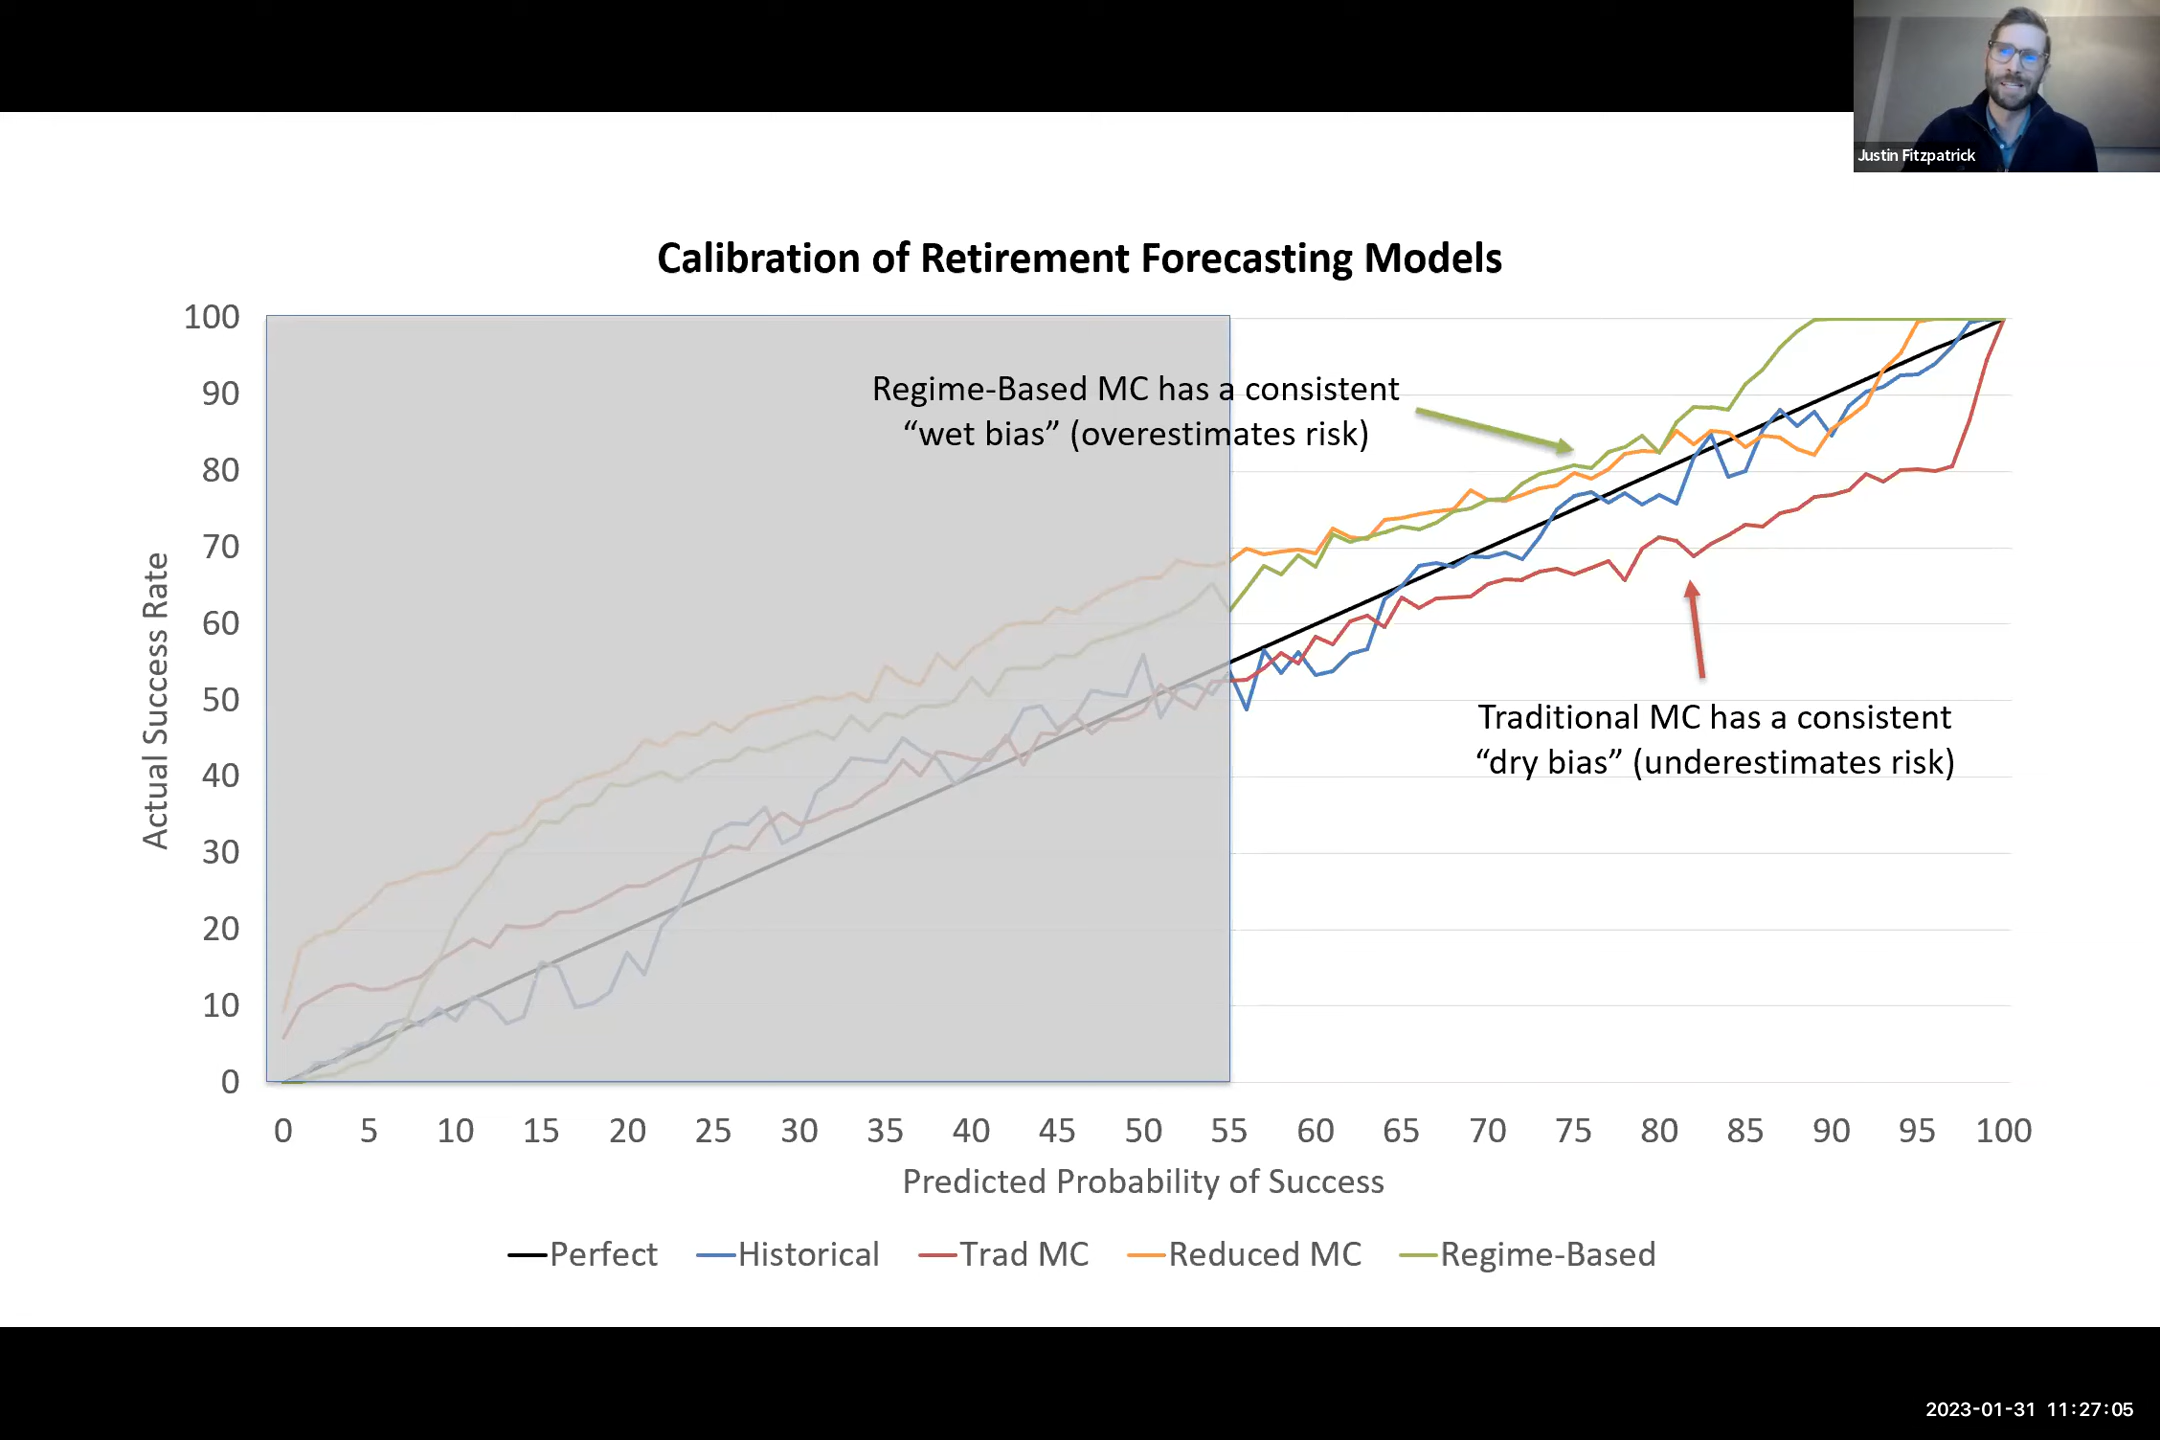 Justin Fitzpatrick
Calibration of Retirement Forecasting Models
100
90
80
70
60
50
40
30
20
10
0
Actual Success Rate
Regime-Based MC has a consistent
“wet bias” (overestimates risk)
Traditional MC has a consistent
“dry bias” (underestimates risk)
0 5 10 15 20 25 30 35 40 45 50 55 60 65 70 75 80 85 90 95 100
Predicted Probability of Success
Perfect Historical Trad MC Reduced MC Regime-Based
2023-01-31 11:27:05